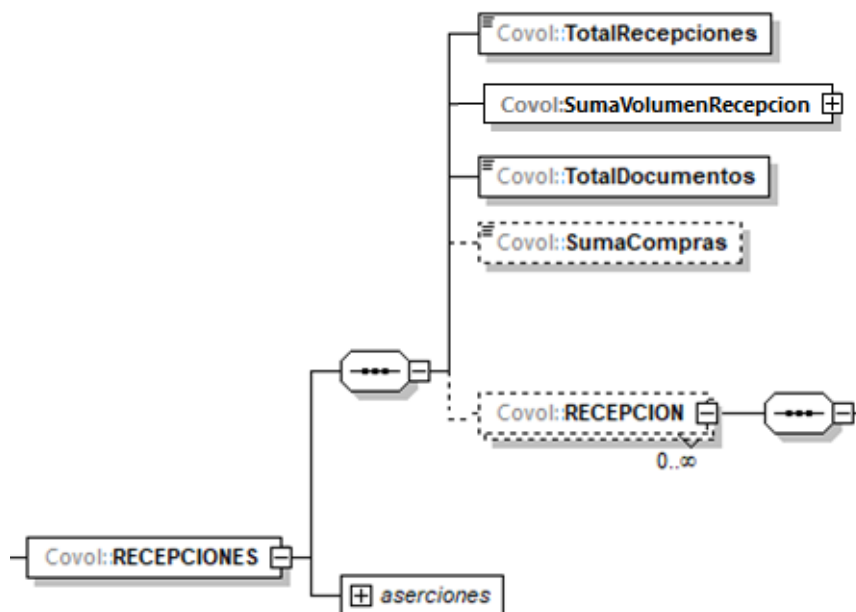 Covol::TotalRecepciones
Covol:SumaVolumenRecepcion
Covol::TotalDocumentos
Covol::SumaCompras
Covol::RECEPCION
0..∞
Covol::RECEPCIONES
aserciones